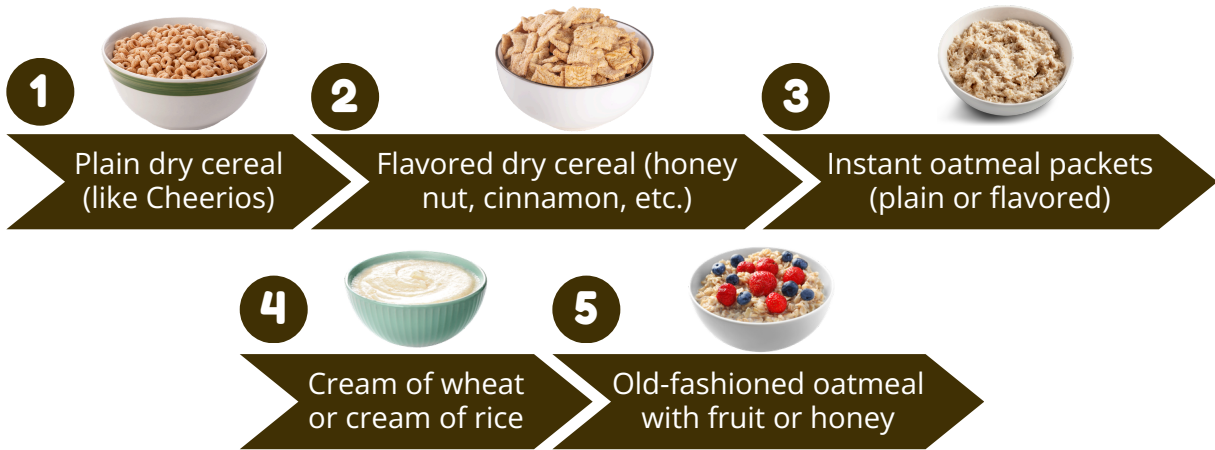 1
Plain dry cereal
(like Cheerios)
2
Flavored dry cereal (honey
nut, cinnamon, etc.)
3
Instant oatmeal packets
(plain or flavored)
4
Cream of wheat
or cream of rice
5
Old-fashioned oatmeal
with fruit or honey